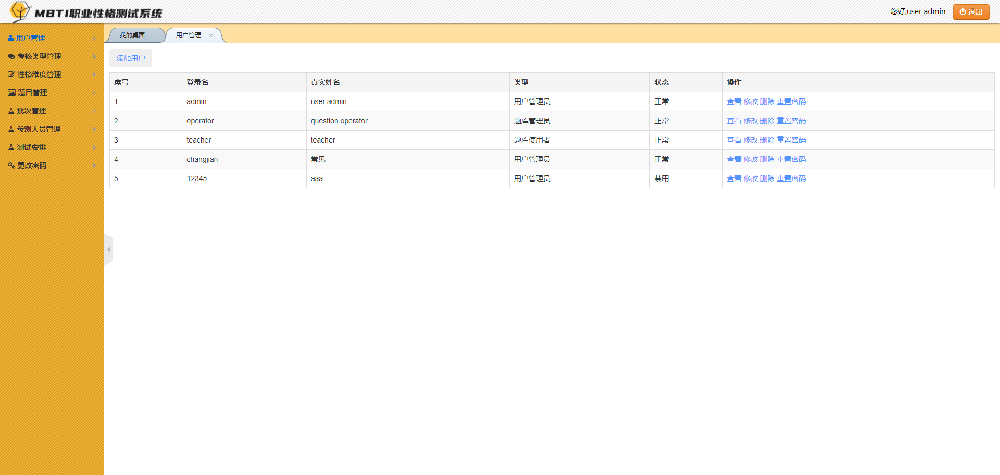 MBTI职业性格测试系统
您好,user admin
退出
用户管理
考核类型管理
性格维度管理
题目管理
批次管理
参测人员管理
测试安排
更改密码
我的桌面 用户管理
添加用户
序号 登录名 真实姓名 类型 状态 操作
1 admin user admin 用户管理员 正常 查看 修改 删除 重置密码
2 operator question operator 题库管理员 正常 查看 修改 删除 重置密码
3 teacher teacher 题库使用者 正常 查看 修改 删除 重置密码
4 changjian 常见 用户管理员 正常 查看 修改 删除 重置密码
5 12345 aaa 用户管理员 禁用 查看 修改 删除 重置密码